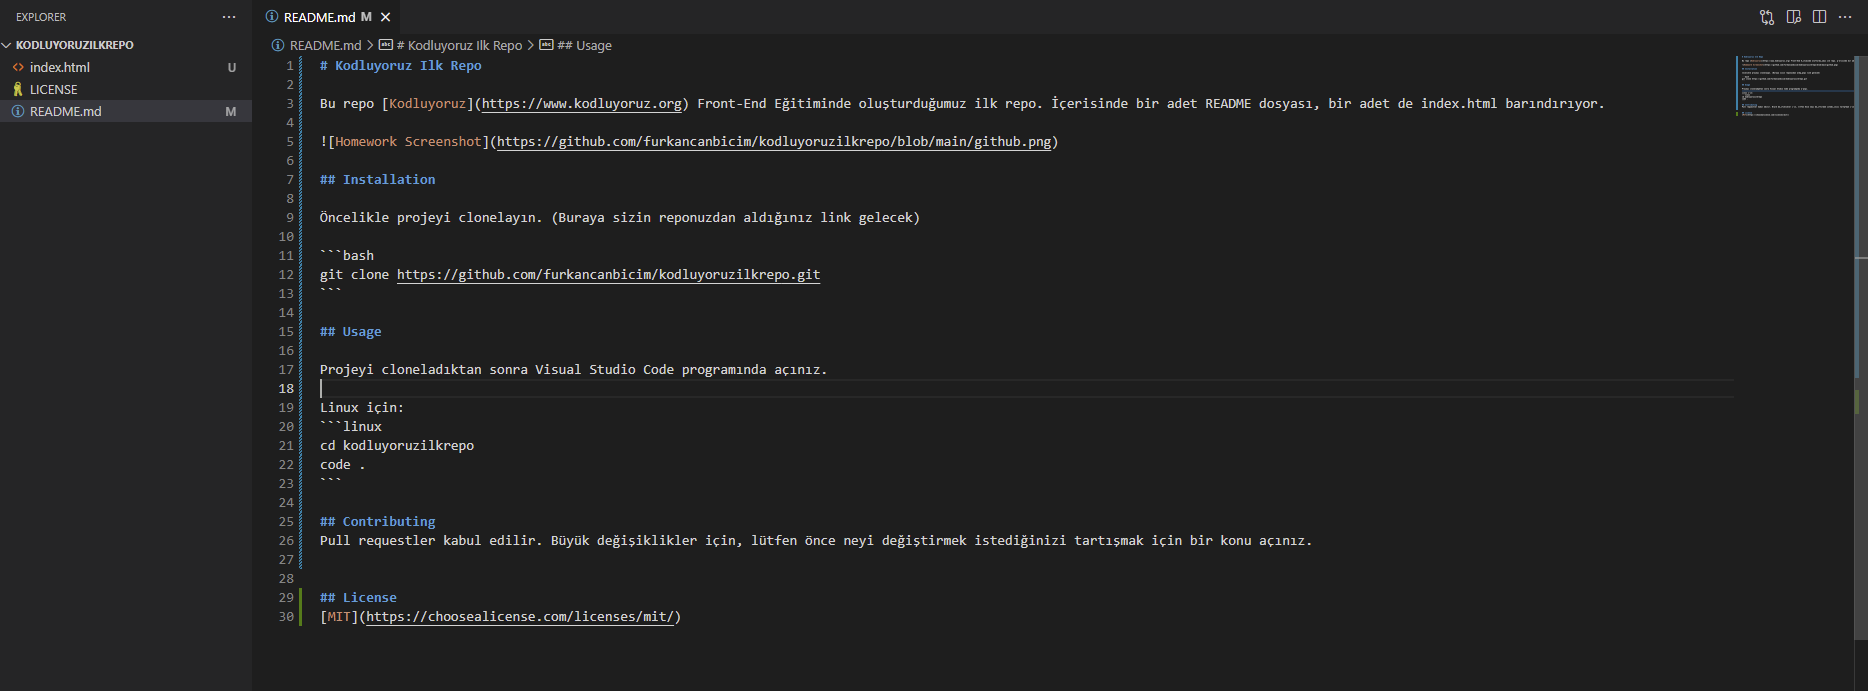 EXPLORER
KODLUYORUZILKREPO
index.html U
LICENSE
README.md M
README.md M
README.md > # Kodluyoruz Ilk Repo > ## Usage
1 # Kodluyoruz Ilk Repo
2
3 Bu repo [Kodluyoruz](https://www.kodluyoruz.org) Front-End Eğitiminde oluşturduğumuz ilk repo. İçerisinde bir adet README dosyası, bir adet de index.html barındırıyor.
4
5 ![Homework Screenshot](https://github.com/furkancanbicim/kodluyoruzilkrepo/blob/main/github.png)
6
7 ## Installation
8
9 Öncelikle projeyi clonelayın. (Buraya sizin reponuzdan aldığınız link gelecek)
10
11 ```bash
12 git clone https://github.com/furkancanbicim/kodluyoruzilkrepo.git
13 ```
14
15 ## Usage
16
17 Projeyi cloneladıktan sonra Visual Studio Code programında açınız.
18
19 Linux için:
20 ```linux
21 cd kodluyoruzilkrepo
22 code .
23 ```
24
25 ## Contributing
26 Pull requestler kabul edilir. Büyük değişiklikler için, lütfen önce neyi değiştirmek istediğinizi tartışmak için bir konu açınız.
27
28
29 ## License
30 [MIT](https://choosealicense.com/licenses/mit/)